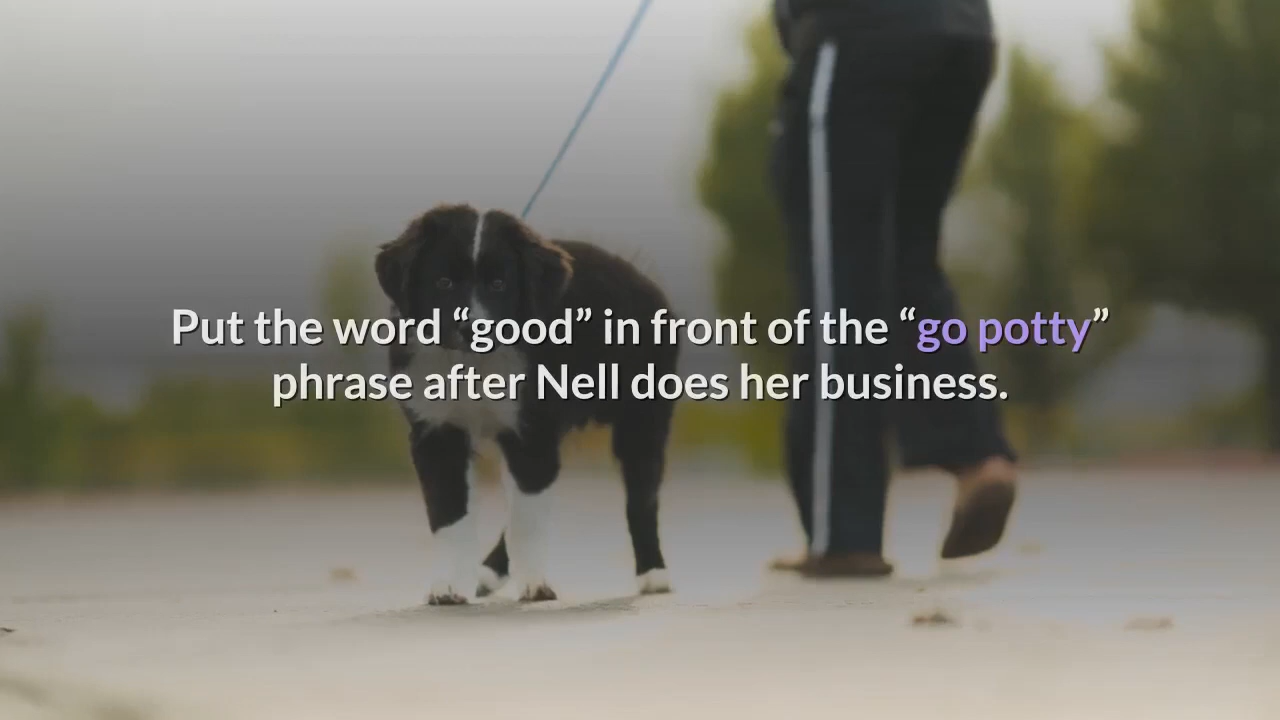 Put the word “good” in front of the “go potty”
phrase after Nell does her business.